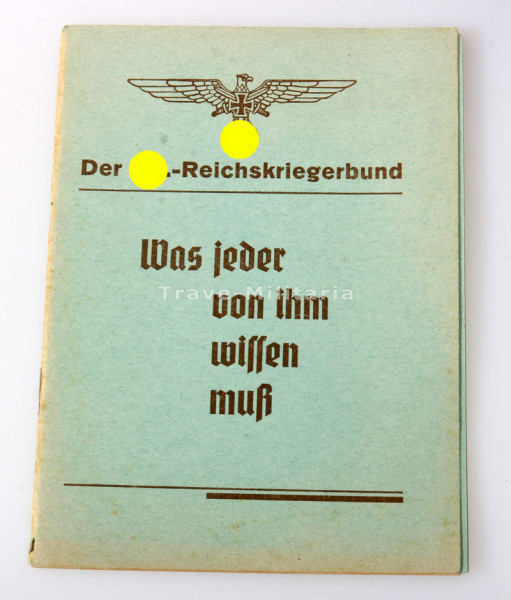 Der .-Reichskriegerbund
Was jeder
Trave Militaria
von ihm
wissen
muß